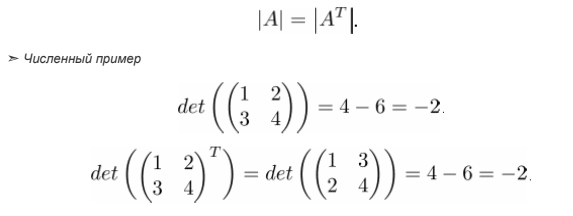 |A| = |A^T|.
➢ Численный пример
det((1 2
3 4)) = 4 − 6 = −2.
det((1 2
3 4)^T) = det((1 3
2 4)) = 4 − 6 = −2.